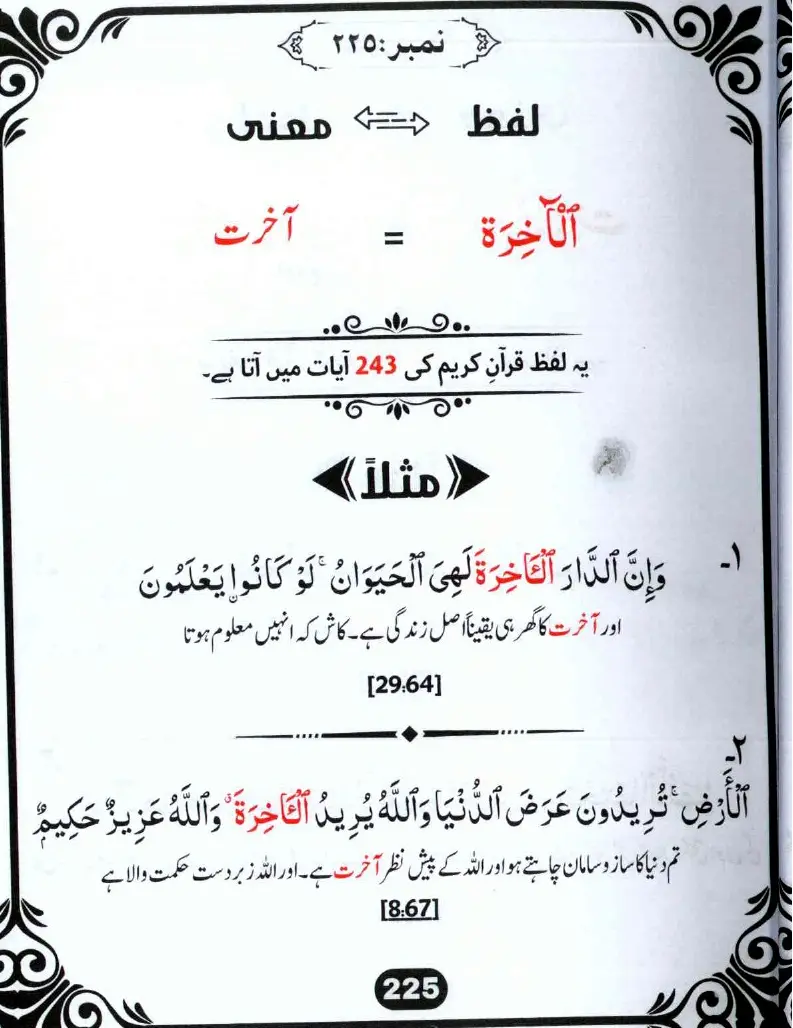 نمبر:۲۲۵
لفظ معنی
ٱلْآخِرَة = آخرت
یہ لفظ قرآنِ کریم کی 243 آیات میں آتا ہے۔
مثلاً
۱-
وَإِنَّ ٱلدَّارَ ٱلْـَٔاخِرَةَ لَهِىَ ٱلْحَيَوَانُ ۚ لَوْ كَانُوا۟ يَعْلَمُونَ
اور آخرت کا گھر ہی یقیناً اصل زندگی ہے۔ کاش کہ انہیں معلوم ہوتا
[29:64]
۲-
ٱلْأَرْضِ ۚ تُرِيدُونَ عَرَضَ ٱلدُّنْيَا وَٱللَّهُ يُرِيدُ ٱلْـَٔاخِرَةَ ۗ وَٱللَّهُ عَزِيزٌ حَكِيمٌ
تم دنیا کا ساز و سامان چاہتے ہو اور اللہ کے پیش نظر آخرت ہے۔ اور اللہ زبردست حکمت والا ہے
[8:67]
225